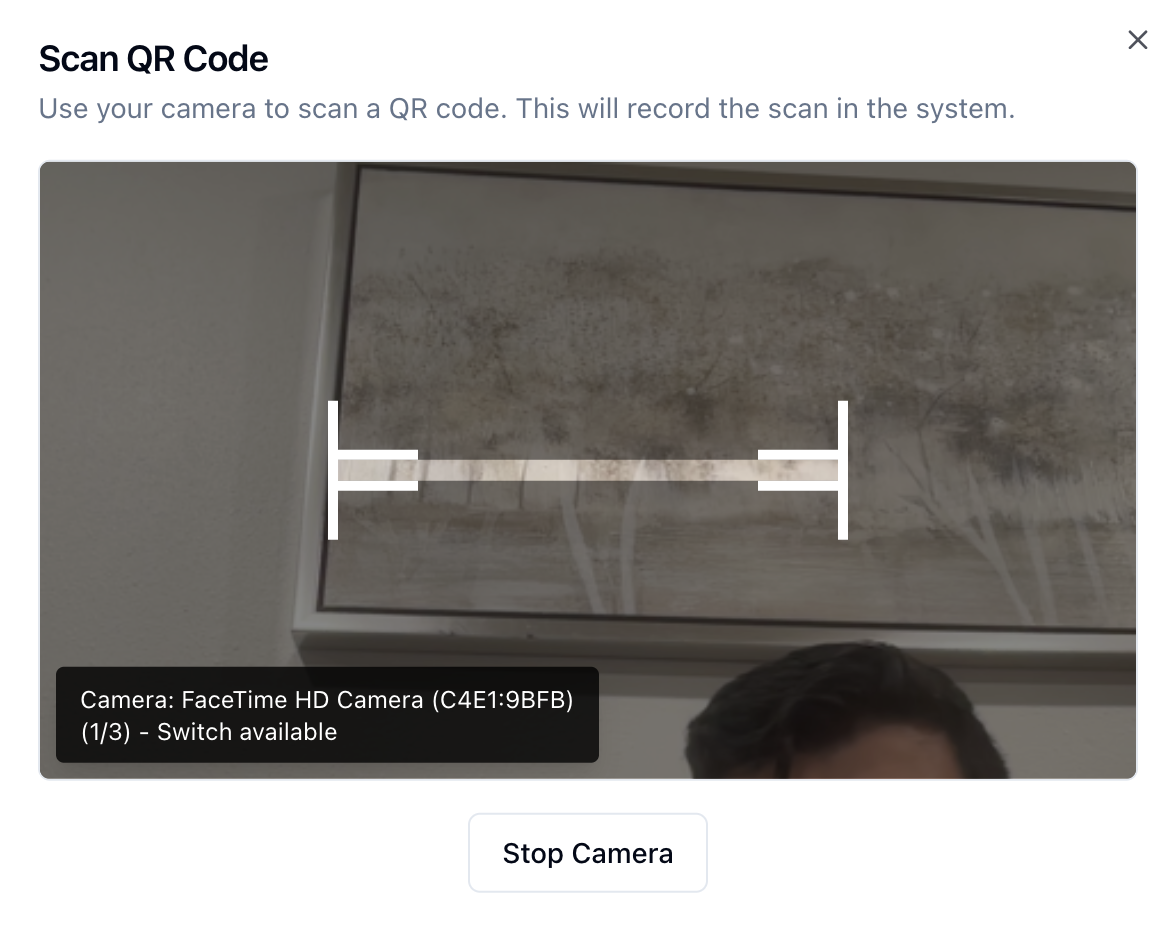 Scan QR Code
Use your camera to scan a QR code. This will record the scan in the system.
Camera: FaceTime HD Camera (C4E1:9BFB)
(1/3) - Switch available
Stop Camera